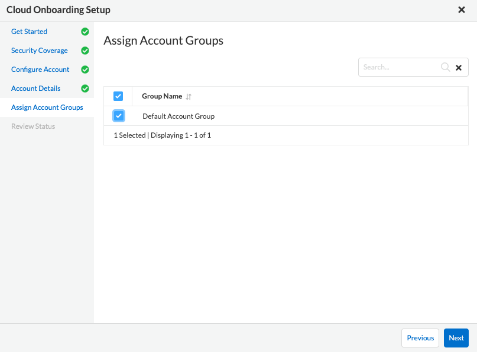 Cloud Onboarding Setup
Get Started
Security Coverage
Configure Account
Account Details
Assign Account Groups
Review Status
Assign Account Groups
Search...
Group Name
Default Account Group
1 Selected | Displaying 1 - 1 of 1
Previous
Next